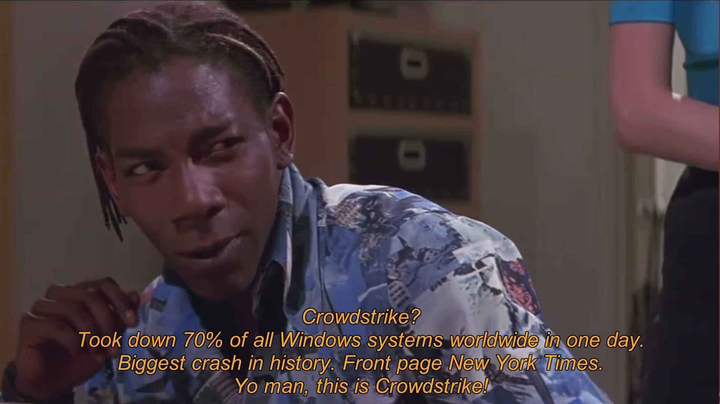 Crowdstrike?
Took down 70% of all Windows systems worldwide in one day.
Biggest crash in history. Front page New York Times.
Yo man, this is Crowdstrike!